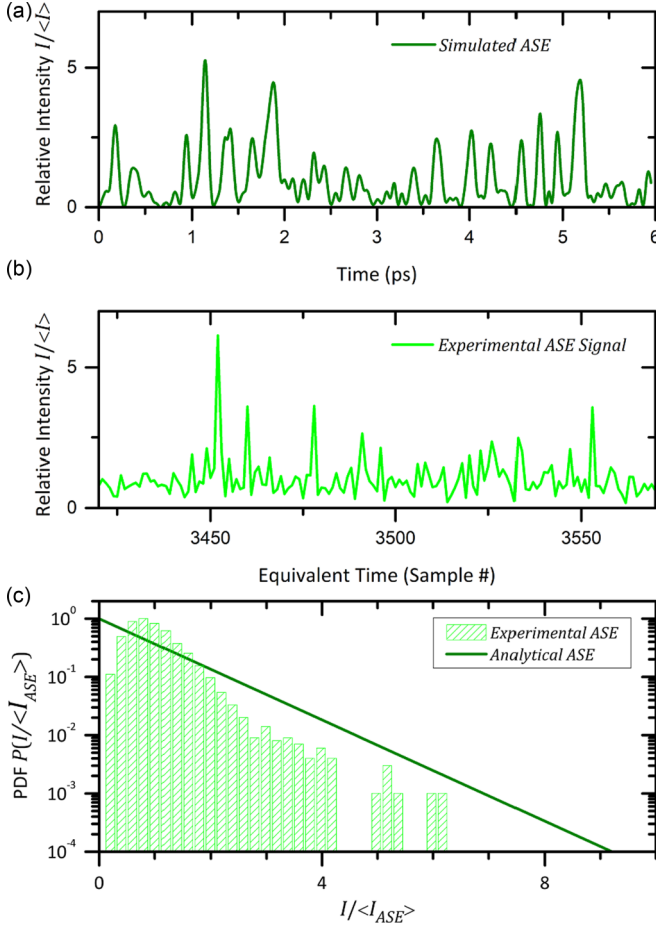 (a)
Relative Intensity I/<I>
5
0
Simulated ASE
0 1 2 3 4 5 6
Time (ps)
(b)
Relative Intensity I/<I>
5
0
Experimental ASE Signal
3450 3500 3550
Equivalent Time (Sample #)
(c)
PDF P(I/<I_ASE>)
10^0
10^-1
10^-2
10^-3
10^-4
Experimental ASE
Analytical ASE
0 4 8
I/<I_ASE>